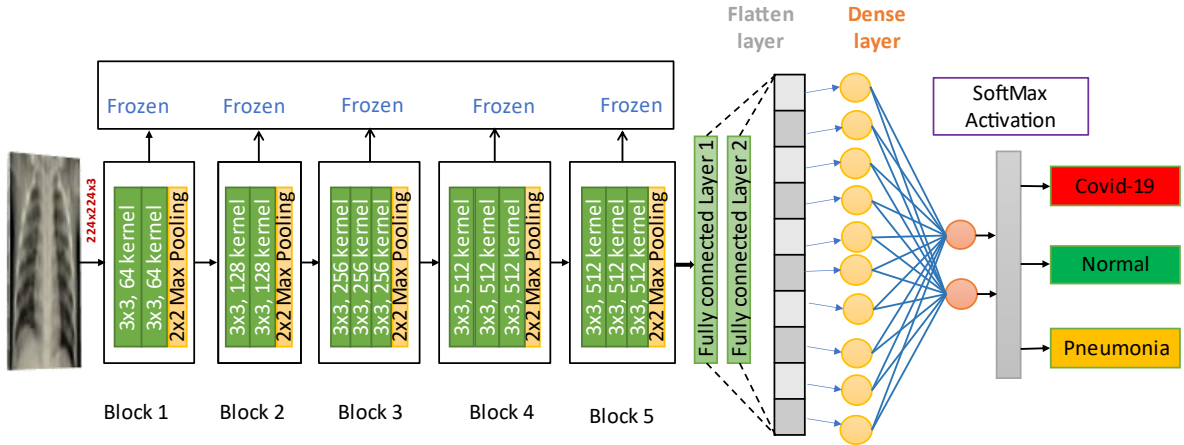 Flatten
layer
Dense
layer
Frozen
Frozen
Frozen
Frozen
Frozen
SoftMax
Activation
224x224x3
3x3, 64 kernel
3x3, 64 kernel
2x2 Max Pooling
3x3, 128 kernel
3x3, 128 kernel
2x2 Max Pooling
3x3, 256 kernel
3x3, 256 kernel
3x3, 256 kernel
2x2 Max Pooling
3x3, 512 kernel
3x3, 512 kernel
3x3, 512 kernel
2x2 Max Pooling
3x3, 512 kernel
3x3, 512 kernel
3x3, 512 kernel
2x2 Max Pooling
Fully connected Layer 1
Fully connected Layer 2
Covid-19
Normal
Pneumonia
Block 1
Block 2
Block 3
Block 4
Block 5